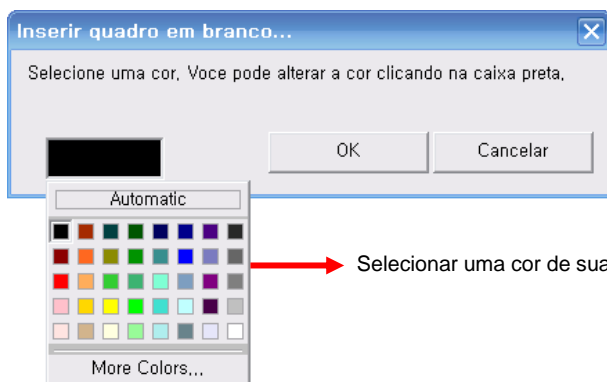 Inserir quadro em branco...
Selecione uma cor, Voce pode alterar a cor clicando na caixa preta,
OK
Cancelar
Automatic
Selecionar uma cor de sua
More Colors,,,